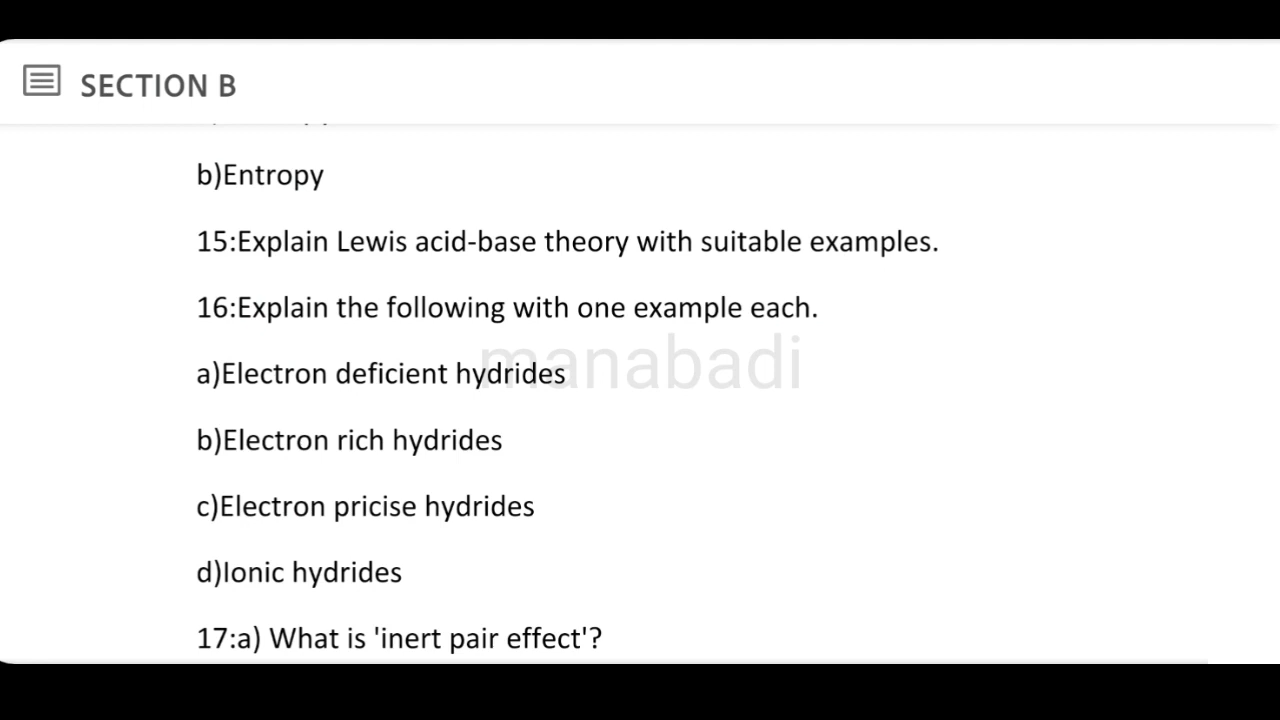 SECTION B
b)Entropy
15:Explain Lewis acid-base theory with suitable examples.
16:Explain the following with one example each.
manabadi
a)Electron deficient hydrides
b)Electron rich hydrides
c)Electron pricise hydrides
d)Ionic hydrides
17:a) What is 'inert pair effect'?